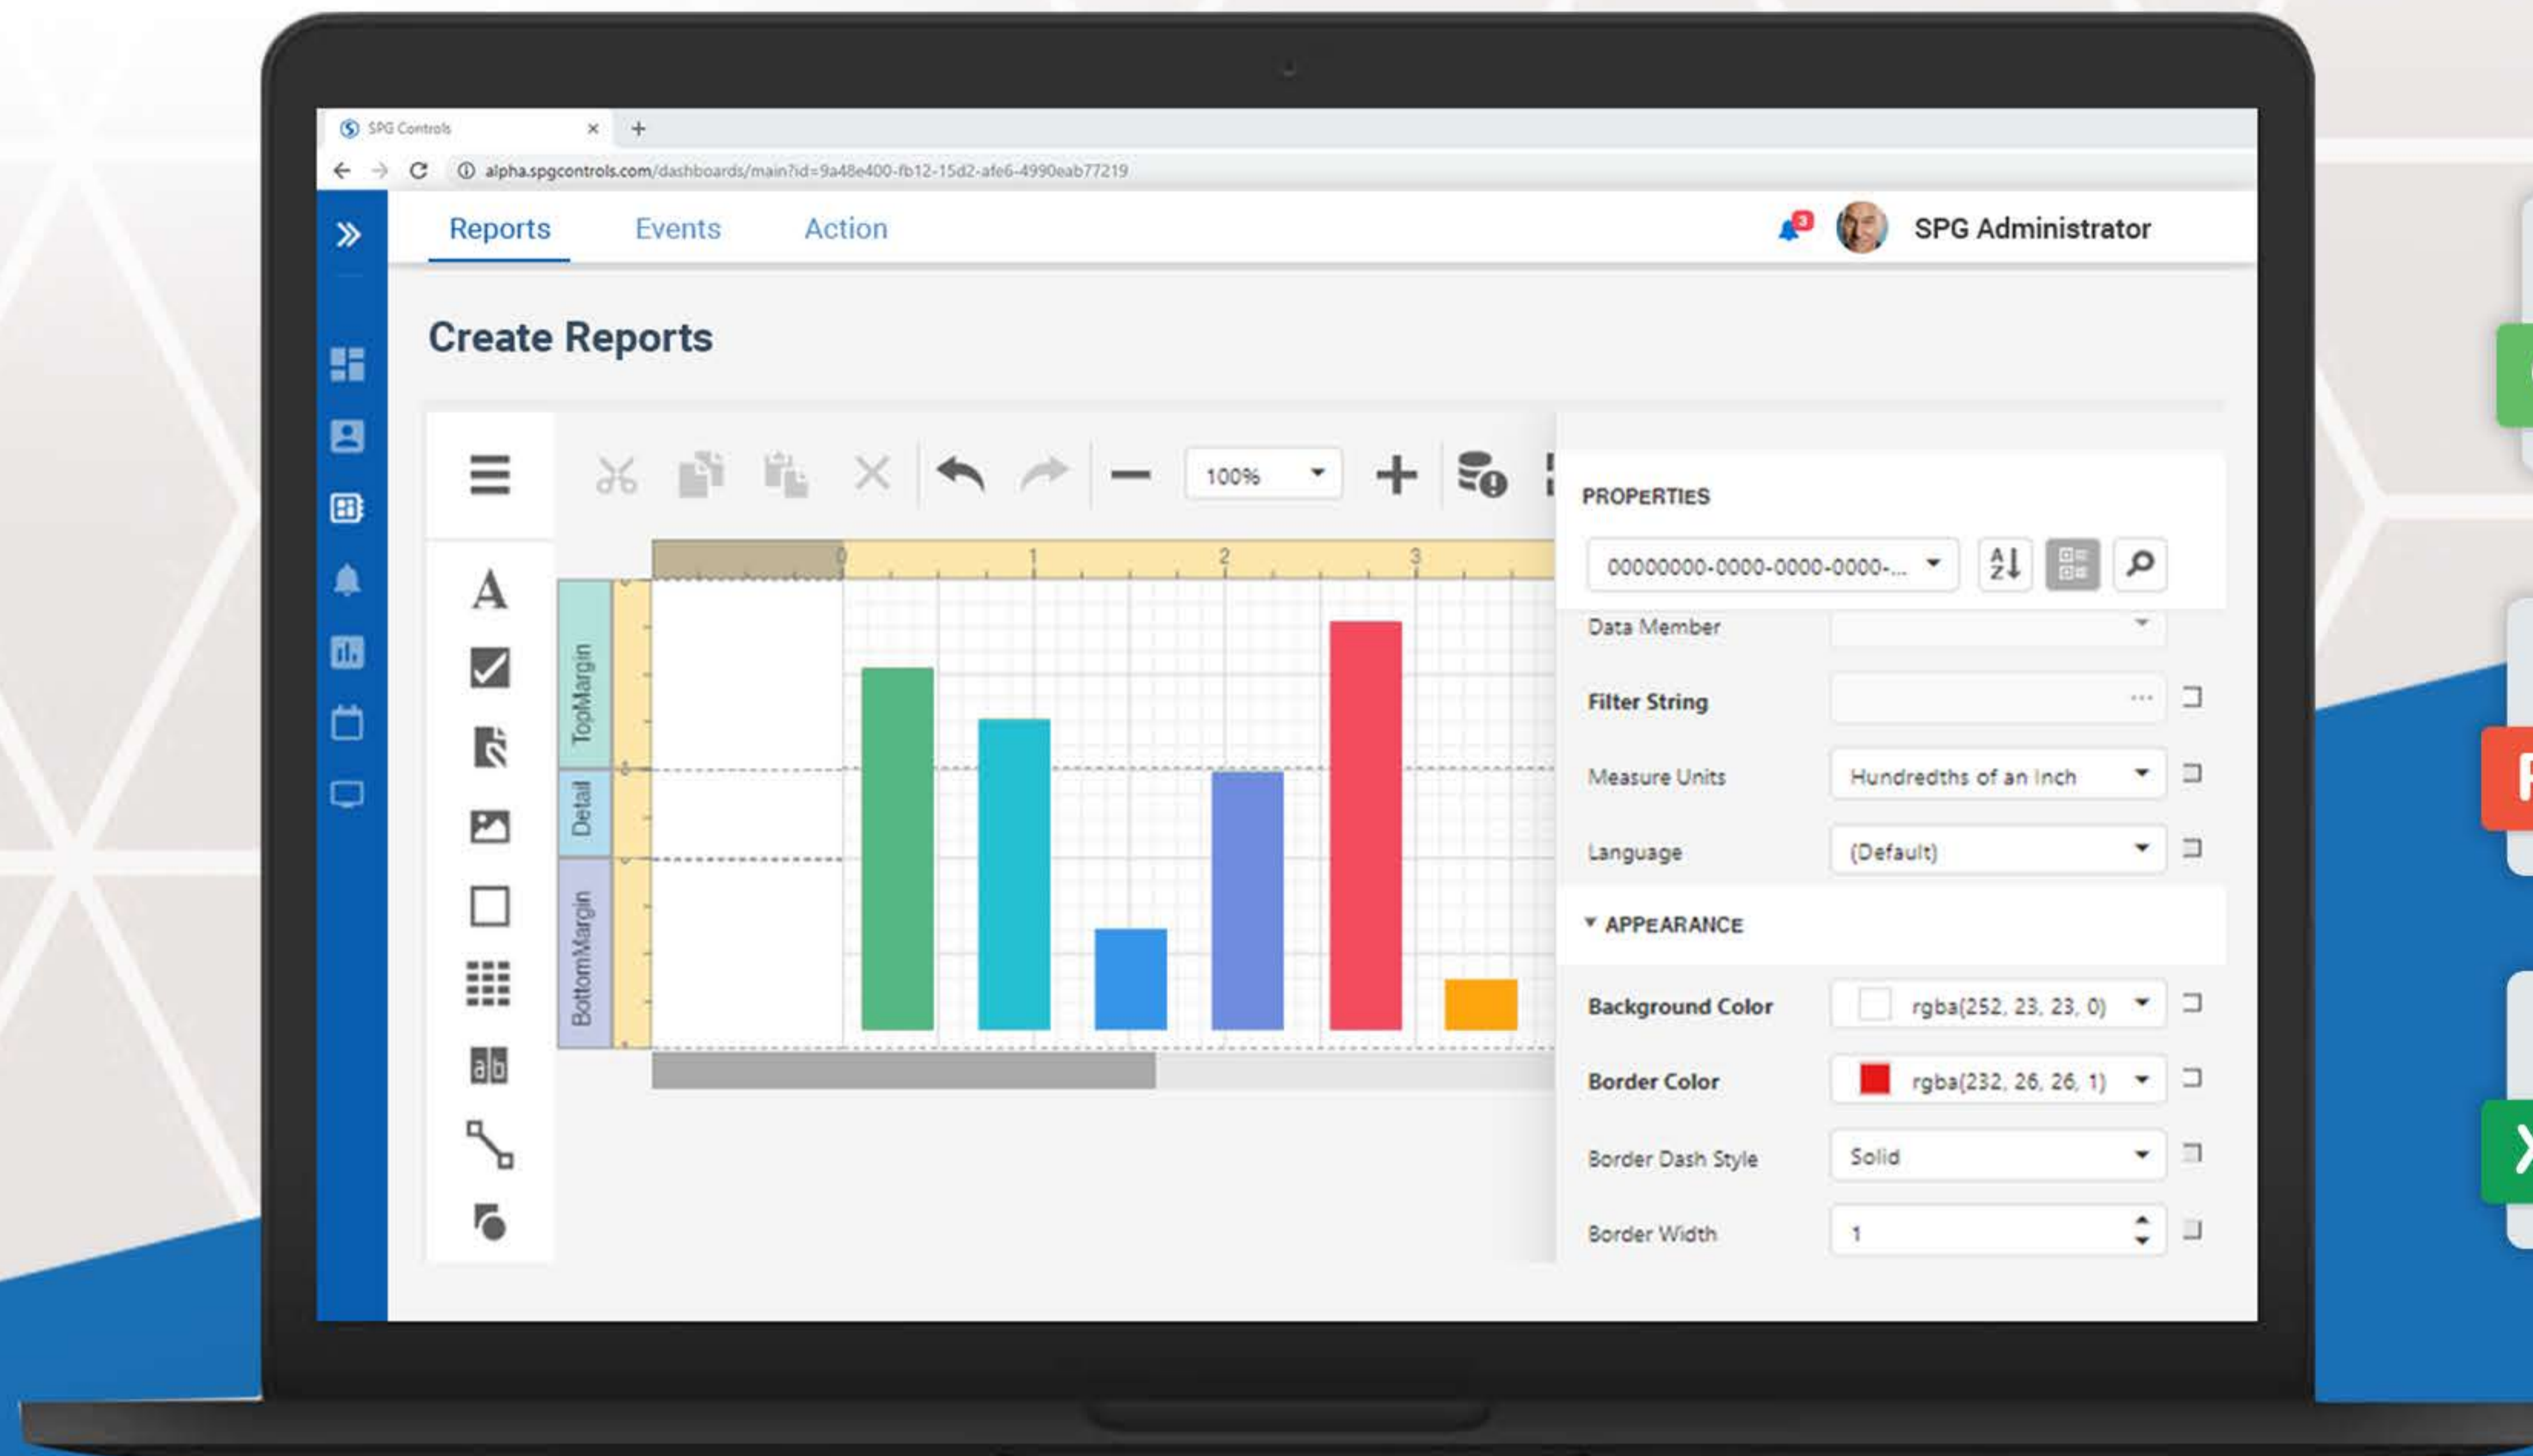 SPG Controls
alpha.spgcontrols.com/dashboards/main?id=9a48e400-fb12-15d2-afe6-4990eab77219
Reports Events Action 3 SPG Administrator
Create Reports
100%
PROPERTIES
00000000-0000-0000-0000-...
A
Z
0 1 2 3
A
TopMargin
Detail
BottomMargin
ab
Data Member
Filter String ...
Measure Units Hundredths of an Inch
Language (Default)
APPEARANCE
Background Color rgba(252, 23, 23, 0)
Border Color rgba(232, 26, 26, 1)
Border Dash Style Solid
Border Width 1